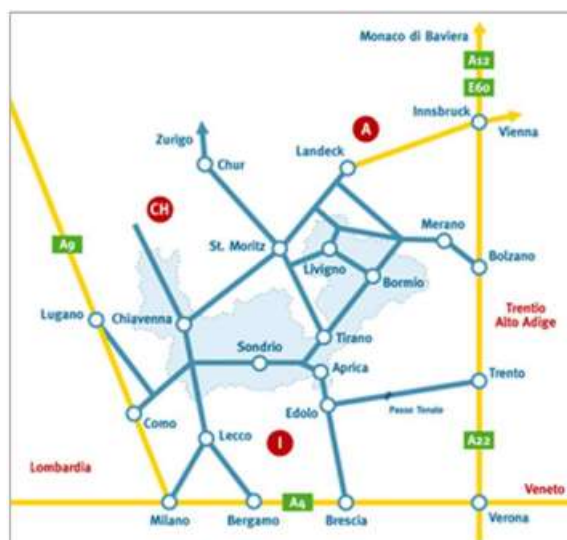 Monaco di Baviera
A12
E60
Innsbruck
Vienna
A
Zurigo
Landeck
Chur
CH
Merano
St. Moritz
A9
Livigno
Bolzano
Bormio
Lugano
Chiavenna
Trentio
Alto Adige
Tirano
Sondrio
Aprica
Trento
Edolo
Passo Tonale
Como
Lecco
I
A22
Lombardia
Veneto
A4
Milano
Bergamo
Brescia
Verona